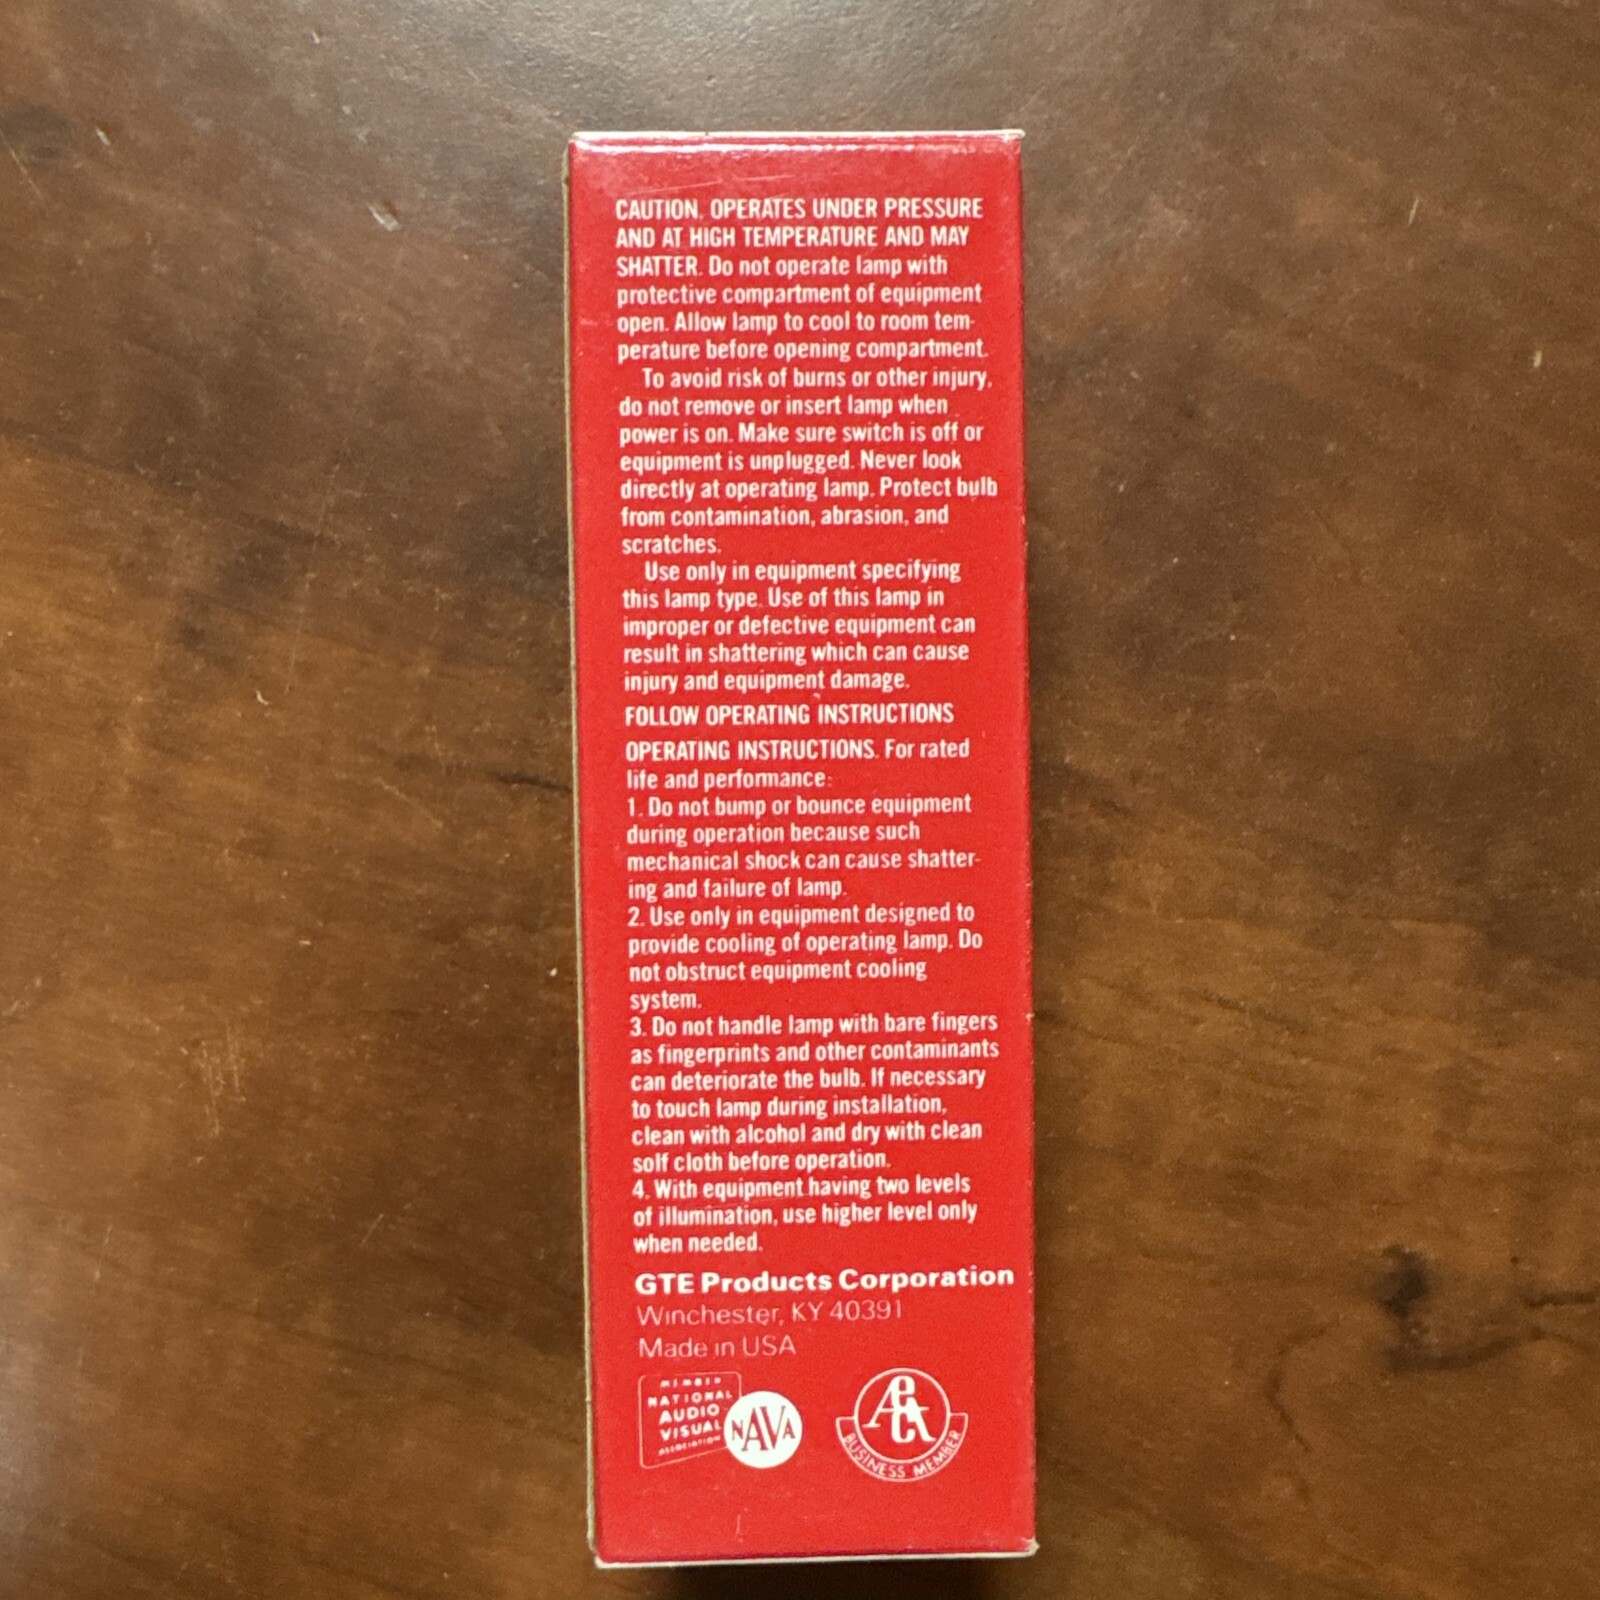 CAUTION. OPERATES UNDER PRESSURE
AND AT HIGH TEMPERATURE AND MAY
SHATTER. Do not operate lamp with
protective compartment of equipment
open. Allow lamp to cool to room tem-
perature before opening compartment.
To avoid risk of burns or other injury,
do not remove or insert lamp when
power is on. Make sure switch is off or
equipment is unplugged. Never look
directly at operating lamp. Protect bulb
from contamination, abrasion, and
scratches.
Use only in equipment specifying
this lamp type. Use of this lamp in
improper or defective equipment can
result in shattering which can cause
injury and equipment damage.
FOLLOW OPERATING INSTRUCTIONS
OPERATING INSTRUCTIONS. For rated
life and performance:
1. Do not bump or bounce equipment
during operation because such
mechanical shock can cause shatter-
ing and failure of lamp.
2. Use only in equipment designed to
provide cooling of operating lamp. Do
not obstruct equipment cooling
system.
3. Do not handle lamp with bare fingers
as fingerprints and other contaminants
can deteriorate the bulb. If necessary
to touch lamp during installation,
clean with alcohol and dry with clean
solf cloth before operation.
4. With equipment having two levels
of illumination, use higher level only
when needed.
GTE Products Corporation
Winchester, KY 40391
Made in USA
MEMBER
NATIONAL
AUDIO
VISUAL
ASSOCIATION
NAVA
AECT
BUSINESS MEMBER